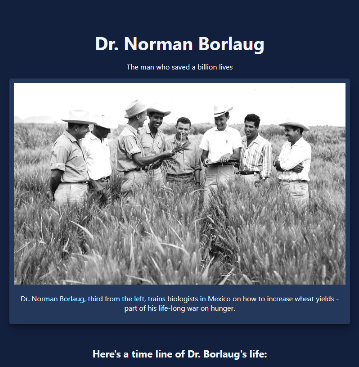 Dr. Norman Borlaug
The man who saved a billion lives
Dr. Norman Borlaug, third from the left, trains biologists in Mexico on how to increase wheat yields -
part of his life-long war on hunger.
Here's a time line of Dr. Borlaug's life: